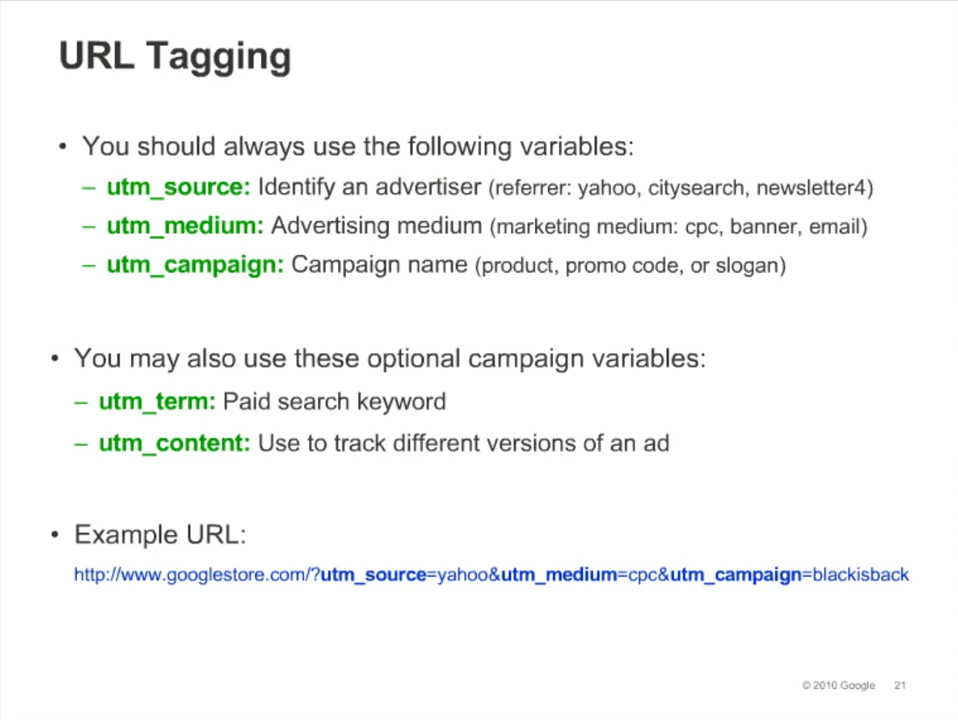 URL Tagging
• You should always use the following variables:
– utm_source: Identify an advertiser (referrer: yahoo, citysearch, newsletter4)
– utm_medium: Advertising medium (marketing medium: cpc, banner, email)
– utm_campaign: Campaign name (product, promo code, or slogan)
• You may also use these optional campaign variables:
– utm_term: Paid search keyword
– utm_content: Use to track different versions of an ad
• Example URL:
http://www.googlestore.com/?utm_source=yahoo&utm_medium=cpc&utm_campaign=blackisback
© 2010 Google 21